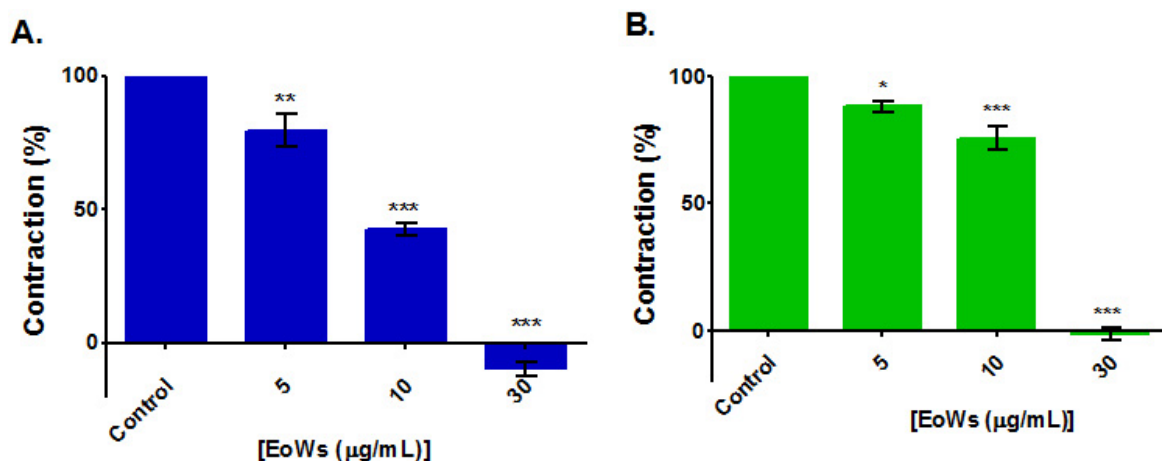 A.
Contraction (%)
100
50
0
**
***
***
Control
5
10
30
[EoWs (μg/mL)]
B.
Contraction (%)
100
50
0
*
***
***
Control
5
10
30
[EoWs (μg/mL)]